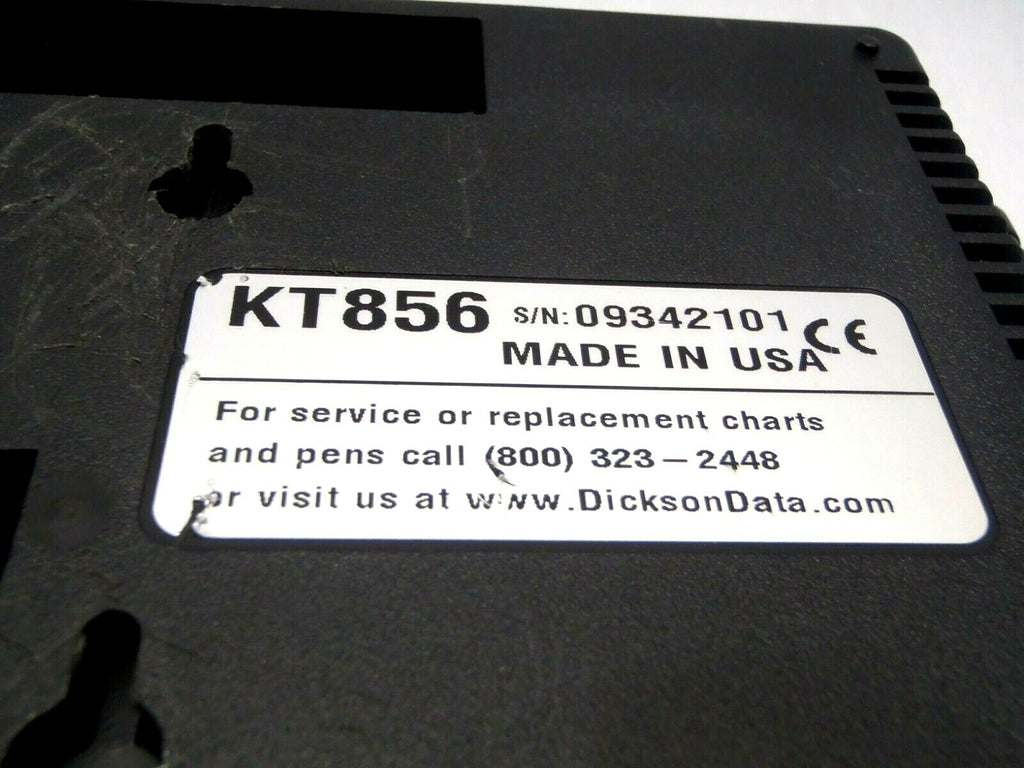 KT856 S/N: 09342101 CE
MADE IN USA
For service or replacement charts
and pens call (800) 323-2448
or visit us at www.DicksonData.com